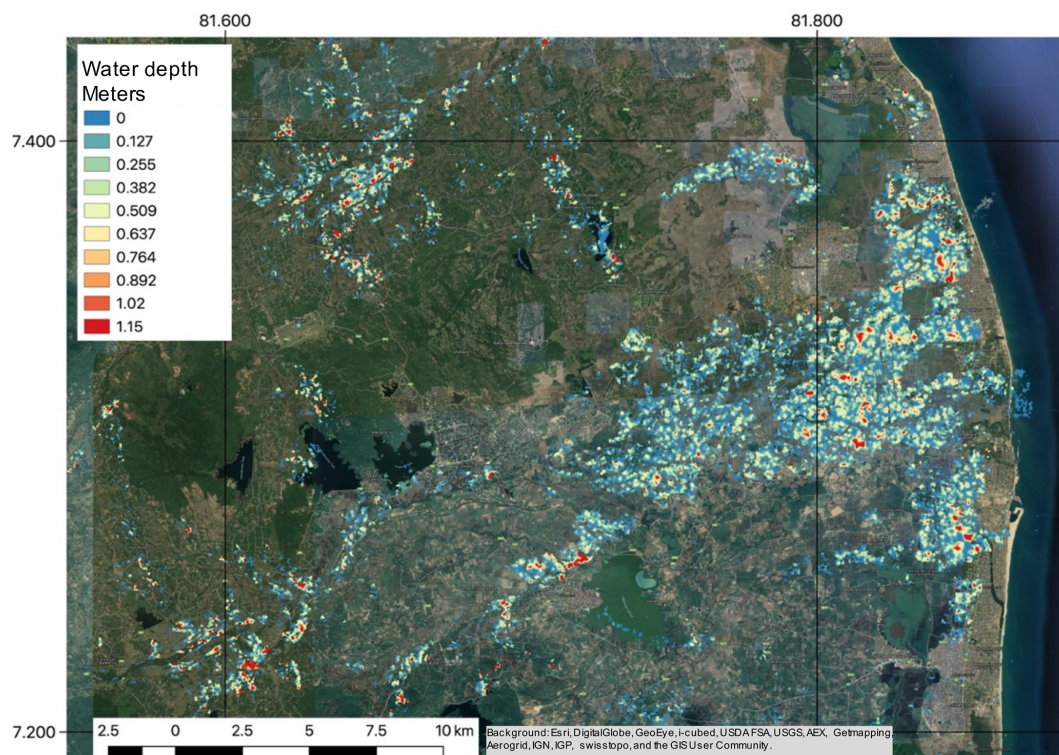 81.600
81.800
Water depth
Meters
0
0.127
0.255
0.382
0.509
0.637
0.764
0.892
1.02
1.15
7.400
7.200
2.5 0 2.5 5 7.5 10 km
Background: Esri, DigitalGlobe, GeoEye, i-cubed, USDA FSA, USGS, AEX, Getmapping,
Aerogrid, IGN, IGP, swisstopo, and the GIS User Community.